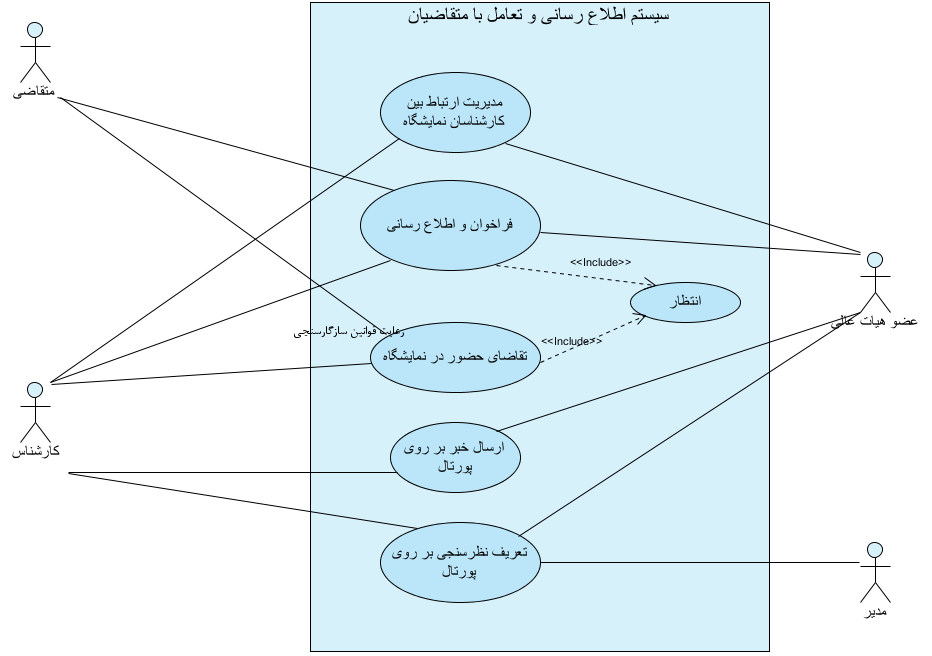 سیستم اطلاع رسانی و تعامل با متقاضیان
متقاضی
مدیریت ارتباط بین
کارشناسان نمایشگاه
فراخوان و اطلاع رسانی
<<Include>>
انتظار
عضو هیات عالی
رعایت قوانین سازگارسنجی
<<Include>>
تقاضای حضور در نمایشگاه
کارشناس
ارسال خبر بر روی
پورتال
تعریف نظرسنجی بر روی
پورتال
مدیر